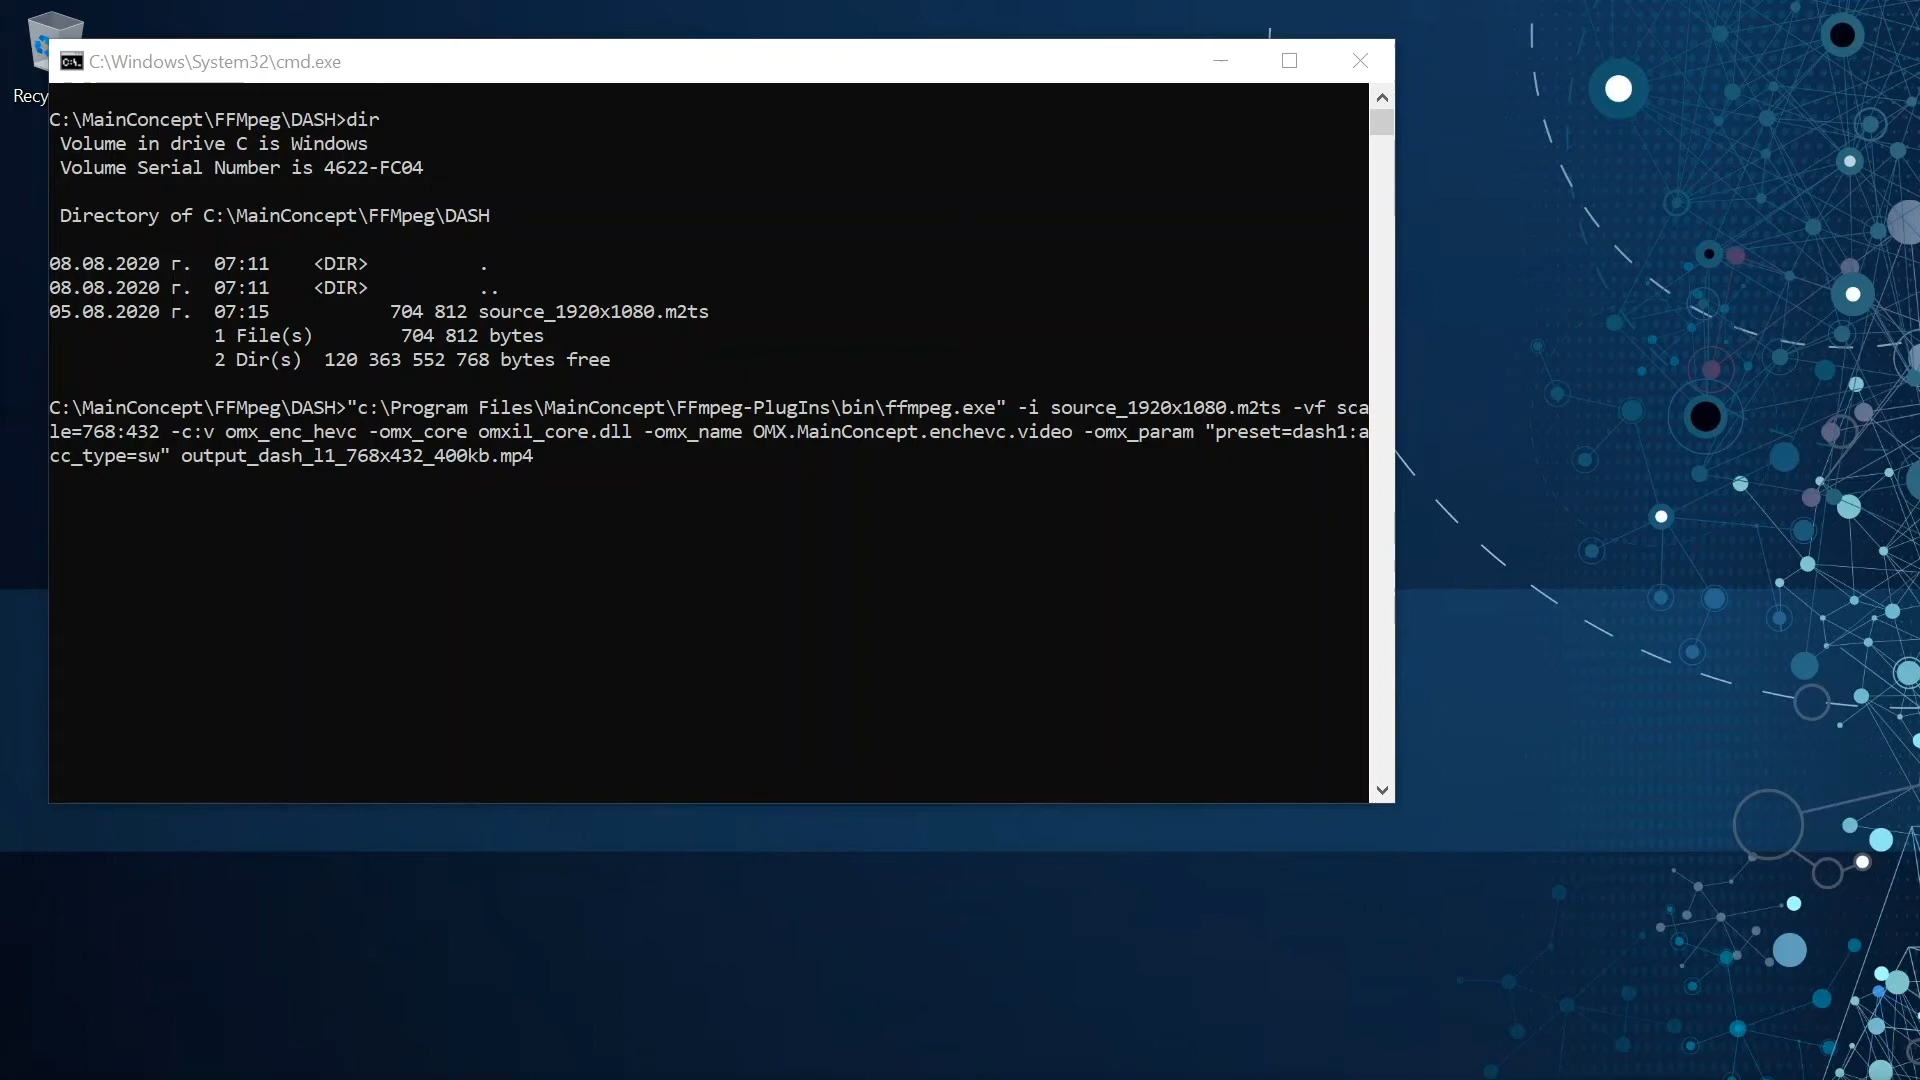 C:\Windows\System32\cmd.exe
Recy
C:\MainConcept\FFMpeg\DASH>dir
Volume in drive C is Windows
Volume Serial Number is 4622-FC04
Directory of C:\MainConcept\FFMpeg\DASH
08.08.2020 г.  07:11    <DIR>          .
08.08.2020 г.  07:11    <DIR>          ..
05.08.2020 г.  07:15           704 812 source_1920x1080.m2ts
1 File(s)        704 812 bytes
2 Dir(s)  120 363 552 768 bytes free
C:\MainConcept\FFMpeg\DASH>"c:\Program Files\MainConcept\FFmpeg-PlugIns\bin\ffmpeg.exe" -i source_1920x1080.m2ts -vf sca
le=768:432 -c:v omx_enc_hevc -omx_core omxil_core.dll -omx_name OMX.MainConcept.enchevc.video -omx_param "preset=dash1:a
cc_type=sw" output_dash_l1_768x432_400kb.mp4